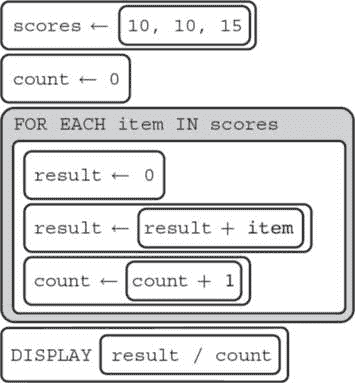 scores ← 10, 10, 15
count ← 0
FOR EACH item IN scores
result ← 0
result ← result + item
count ← count + 1
DISPLAY result / count